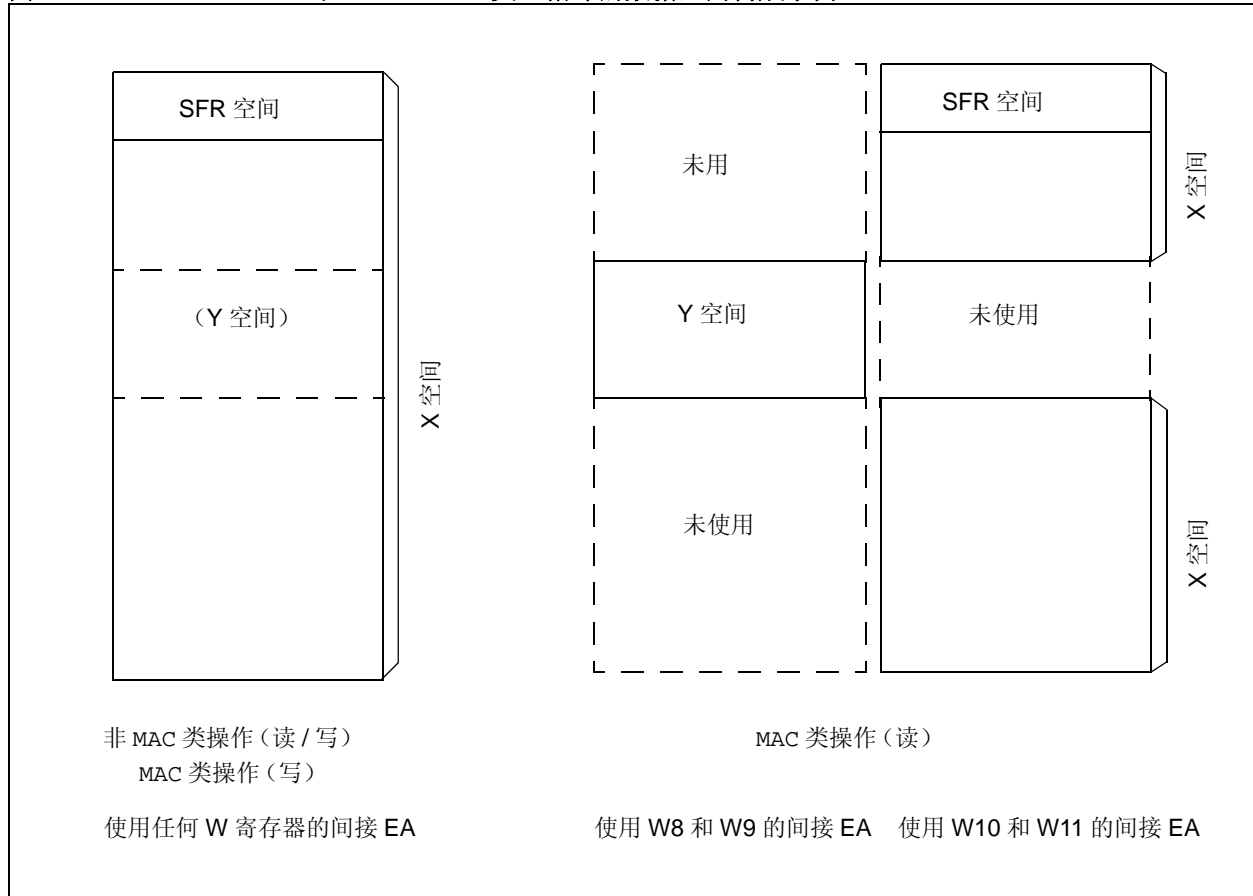 SFR 空间
（Y 空间）
X 空间
未用
Y 空间
未使用
SFR 空间
X 空间
未使用
X 空间
非 MAC 类操作（读 / 写）
MAC 类操作（写）
使用任何 W 寄存器的间接 EA
MAC 类操作（读）
使用 W8 和 W9 的间接 EA
使用 W10 和 W11 的间接 EA